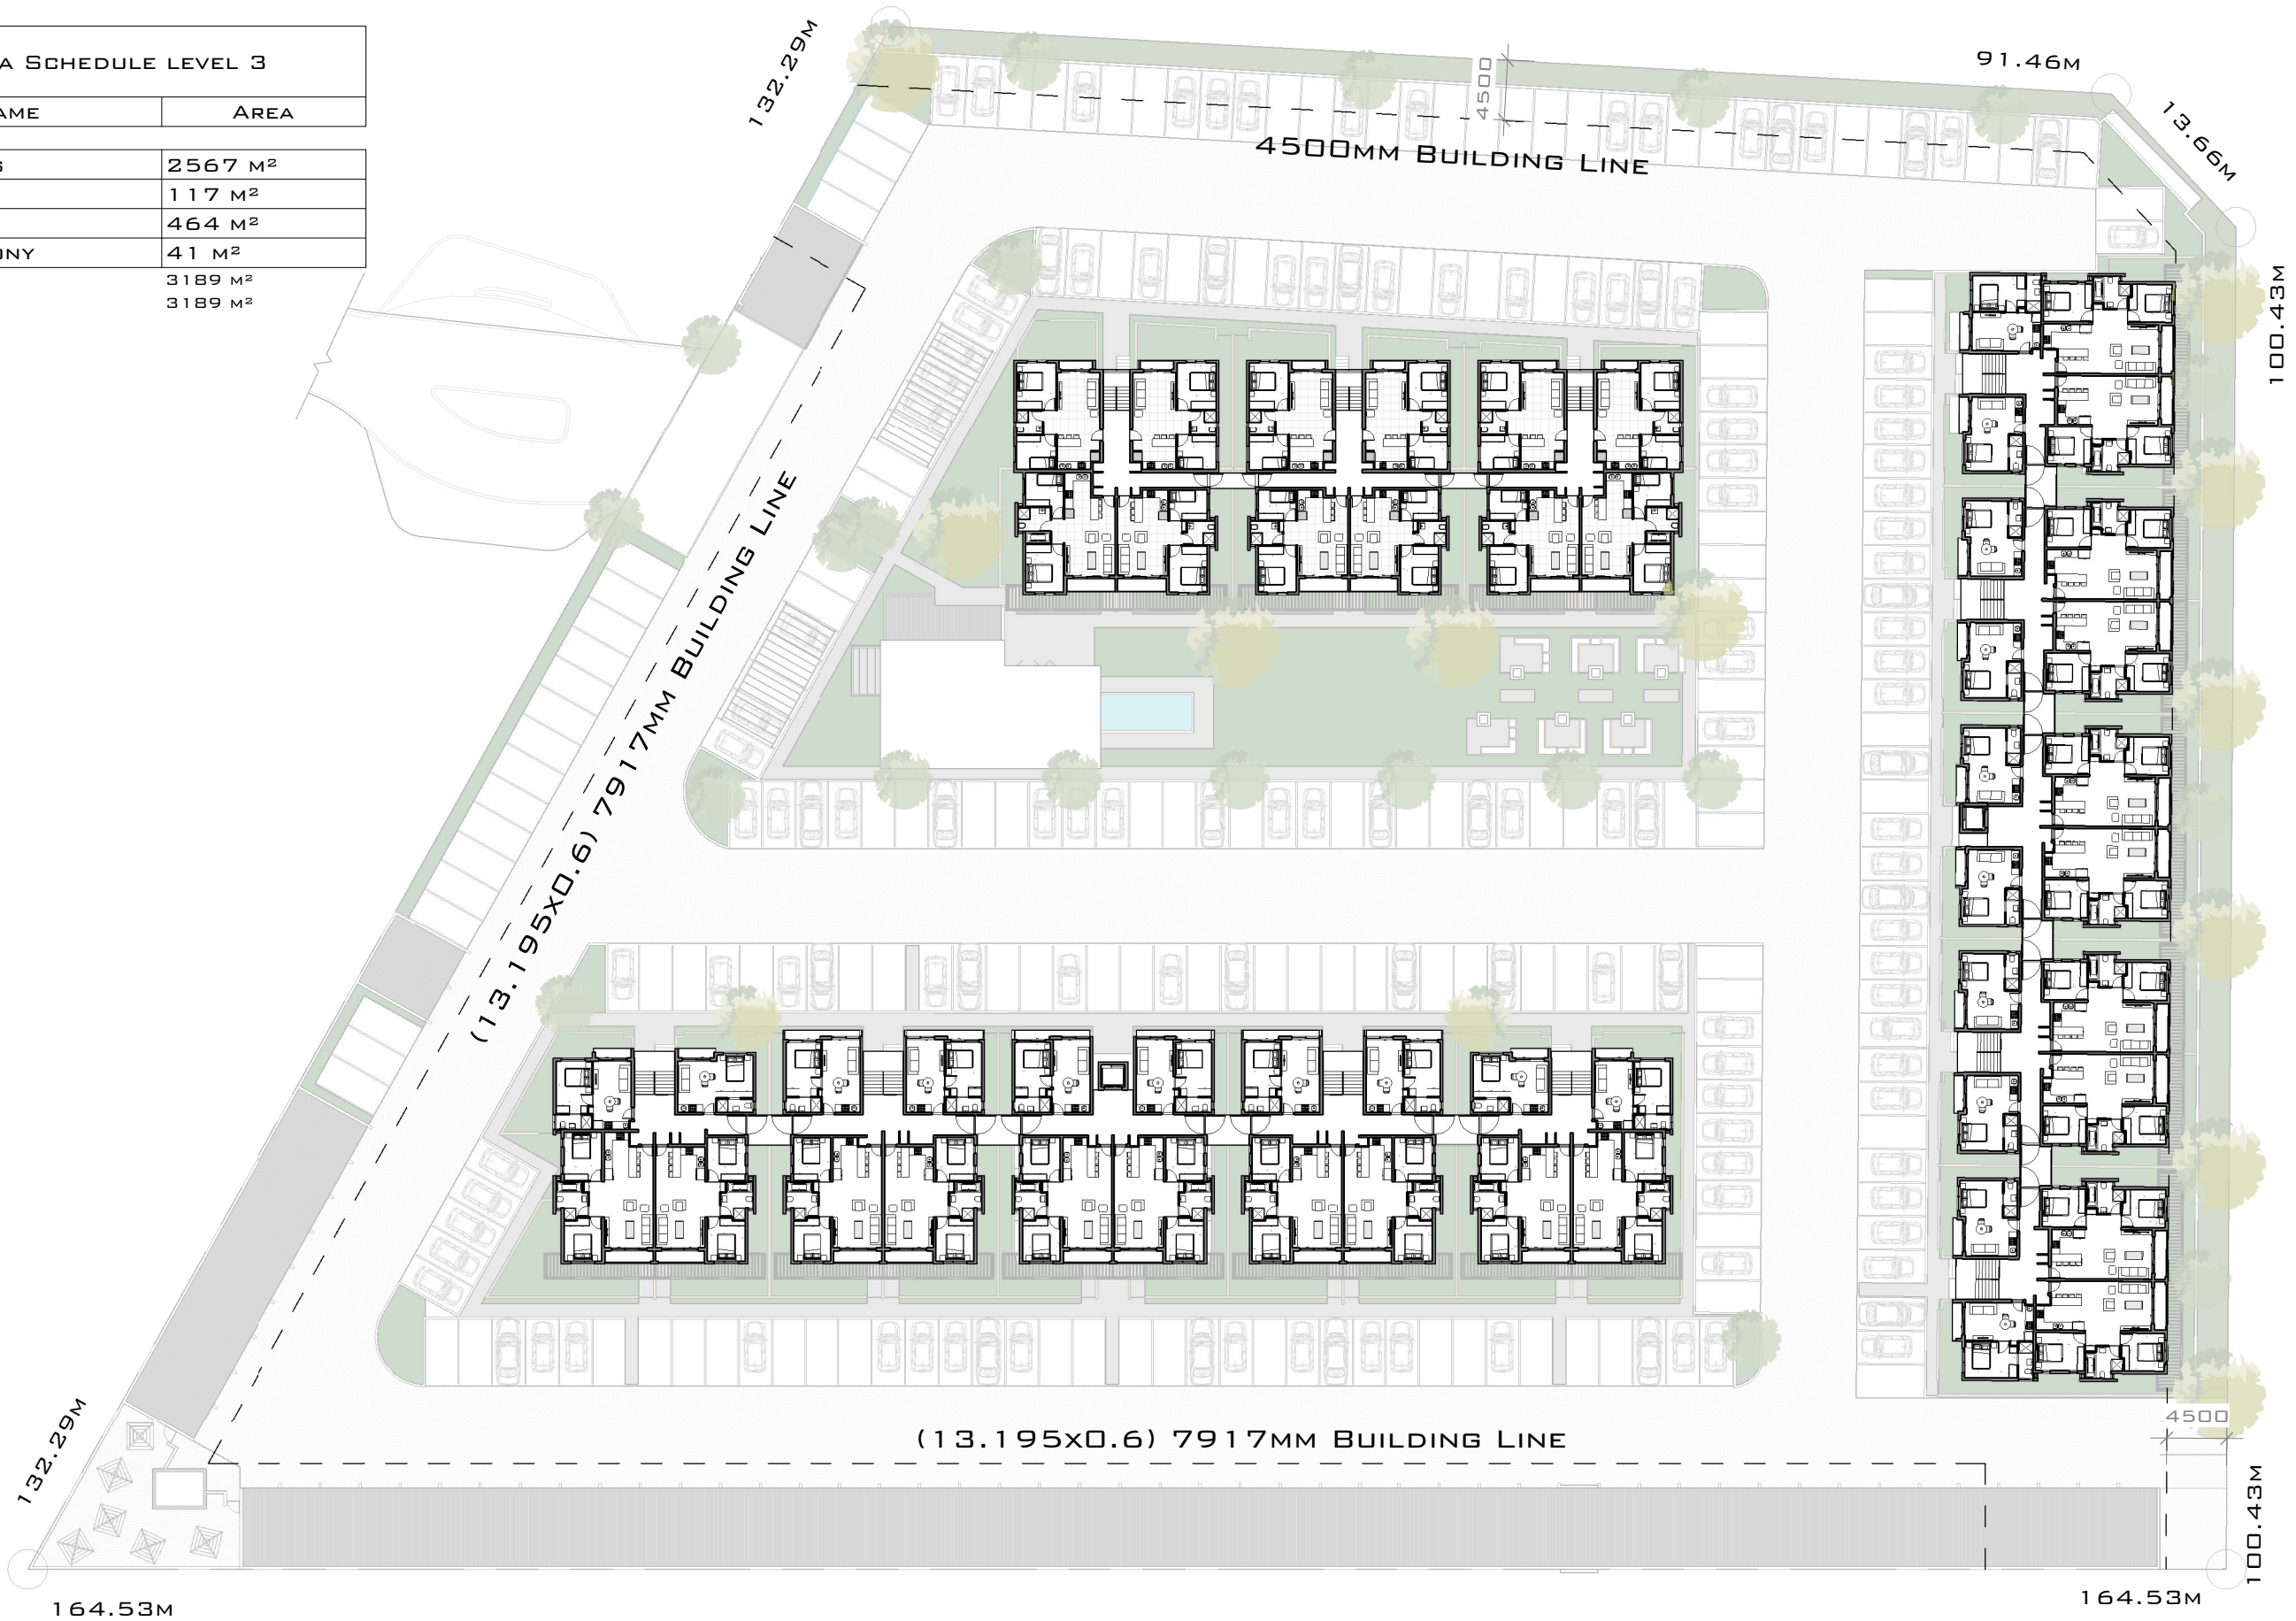 A Schedule level 3
AME Area
S 2567 m²
117 m²
464 m²
ONY 41 m²
3189 m²
3189 m²
132.29m
4500
4500mm Building Line
91.46m
13.66m
100.43m
(13.195x0.6) 7917mm Building Line
(13.195x0.6) 7917mm Building Line
4500
132.29m
100.43m
164.53m
164.53m